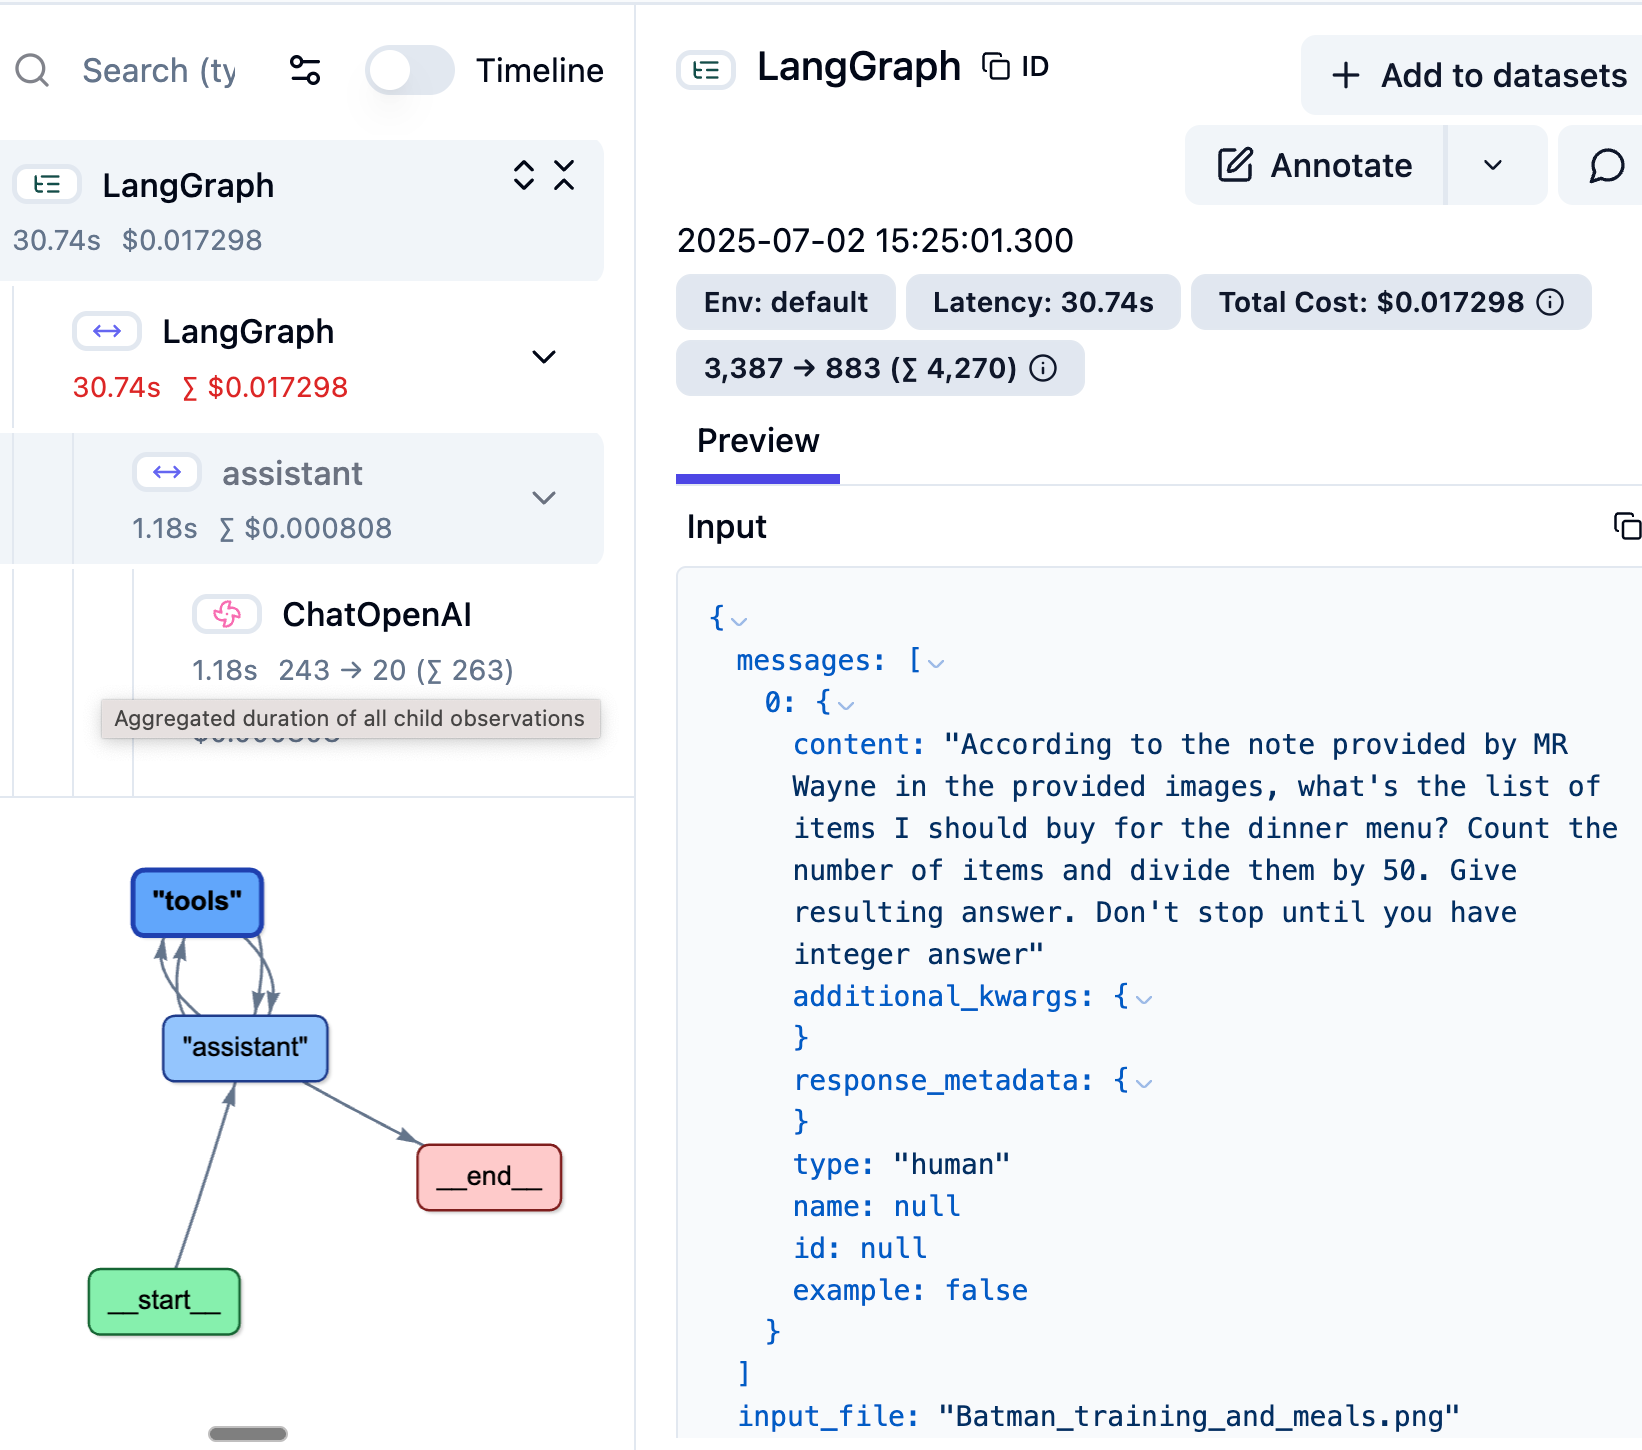 Search (ty
Timeline
LangGraph
30.74s $0.017298
LangGraph
30.74s ∑ $0.017298
assistant
1.18s ∑ $0.000808
ChatOpenAI
1.18s 243 → 20 (∑ 263)
Aggregated duration of all child observations
"tools"
"assistant"
__end__
__start__
LangGraph ID
+ Add to datasets
Annotate
2025-07-02 15:25:01.300
Env: default Latency: 30.74s Total Cost: $0.017298
3,387 → 883 (∑ 4,270)
Preview
Input
{
messages: [
0: {
content: "According to the note provided by MR
Wayne in the provided images, what's the list of
items I should buy for the dinner menu? Count the
number of items and divide them by 50. Give
resulting answer. Don't stop until you have
integer answer"
additional_kwargs: {
}
response_metadata: {
}
type: "human"
name: null
id: null
example: false
}
]
input_file: "Batman_training_and_meals.png"